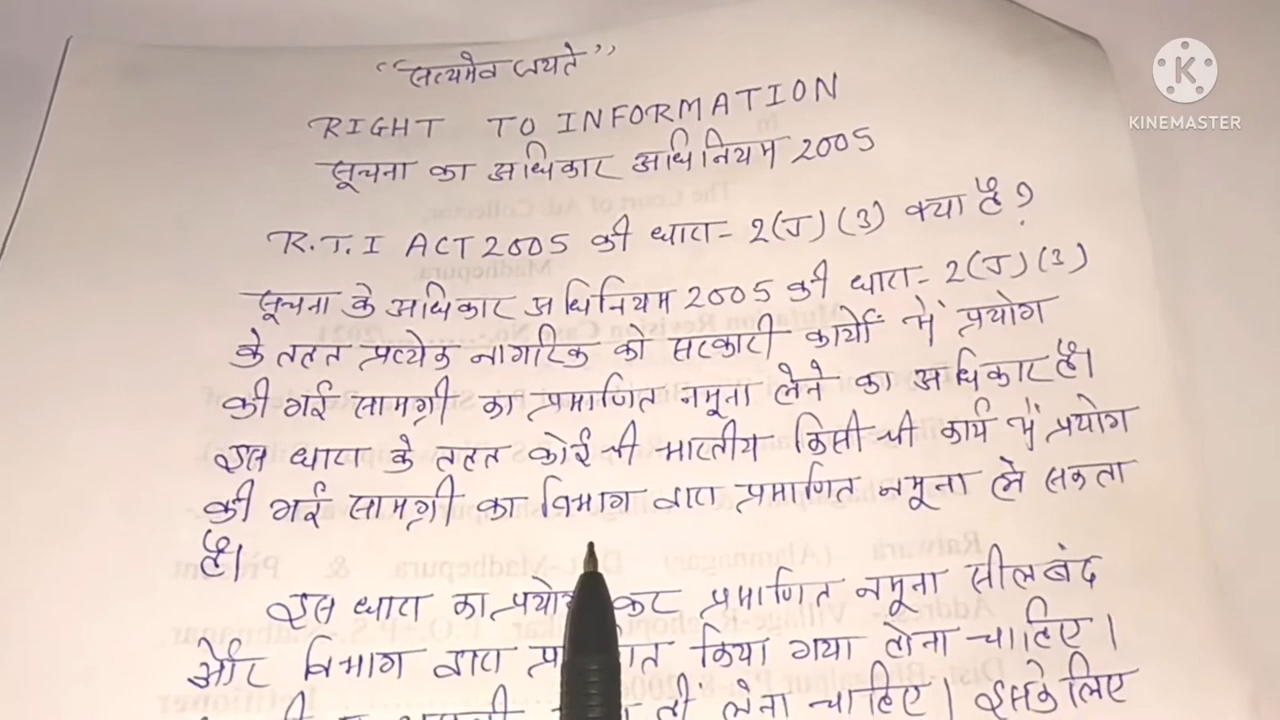 "सत्यमेव जयते"
RIGHT TO INFORMATION
सूचना का अधिकार अधिनियम 2005
R.T.I ACT 2005 की धारा- 2(J)(3) क्या है?
सूचना के अधिकार अधिनियम 2005 की धारा- 2(J)(3)
के तहत प्रत्येक नागरिक को सरकारी कार्यों में प्रयोग
की गई सामग्री का प्रमाणित नमूना लेने का अधिकार है।
इस धारा के तहत कोई भी भारतीय किसी भी कार्य में प्रयोग
की गई सामग्री का विभाग द्वारा प्रमाणित नमूना ले सकता
है।
इस धारा का कर प्रमाणित नमूना सीलबंद
और विभाग द्वारा किया गया होना चाहिए।
लेना चाहिए। इसके लिए
KINEMASTER